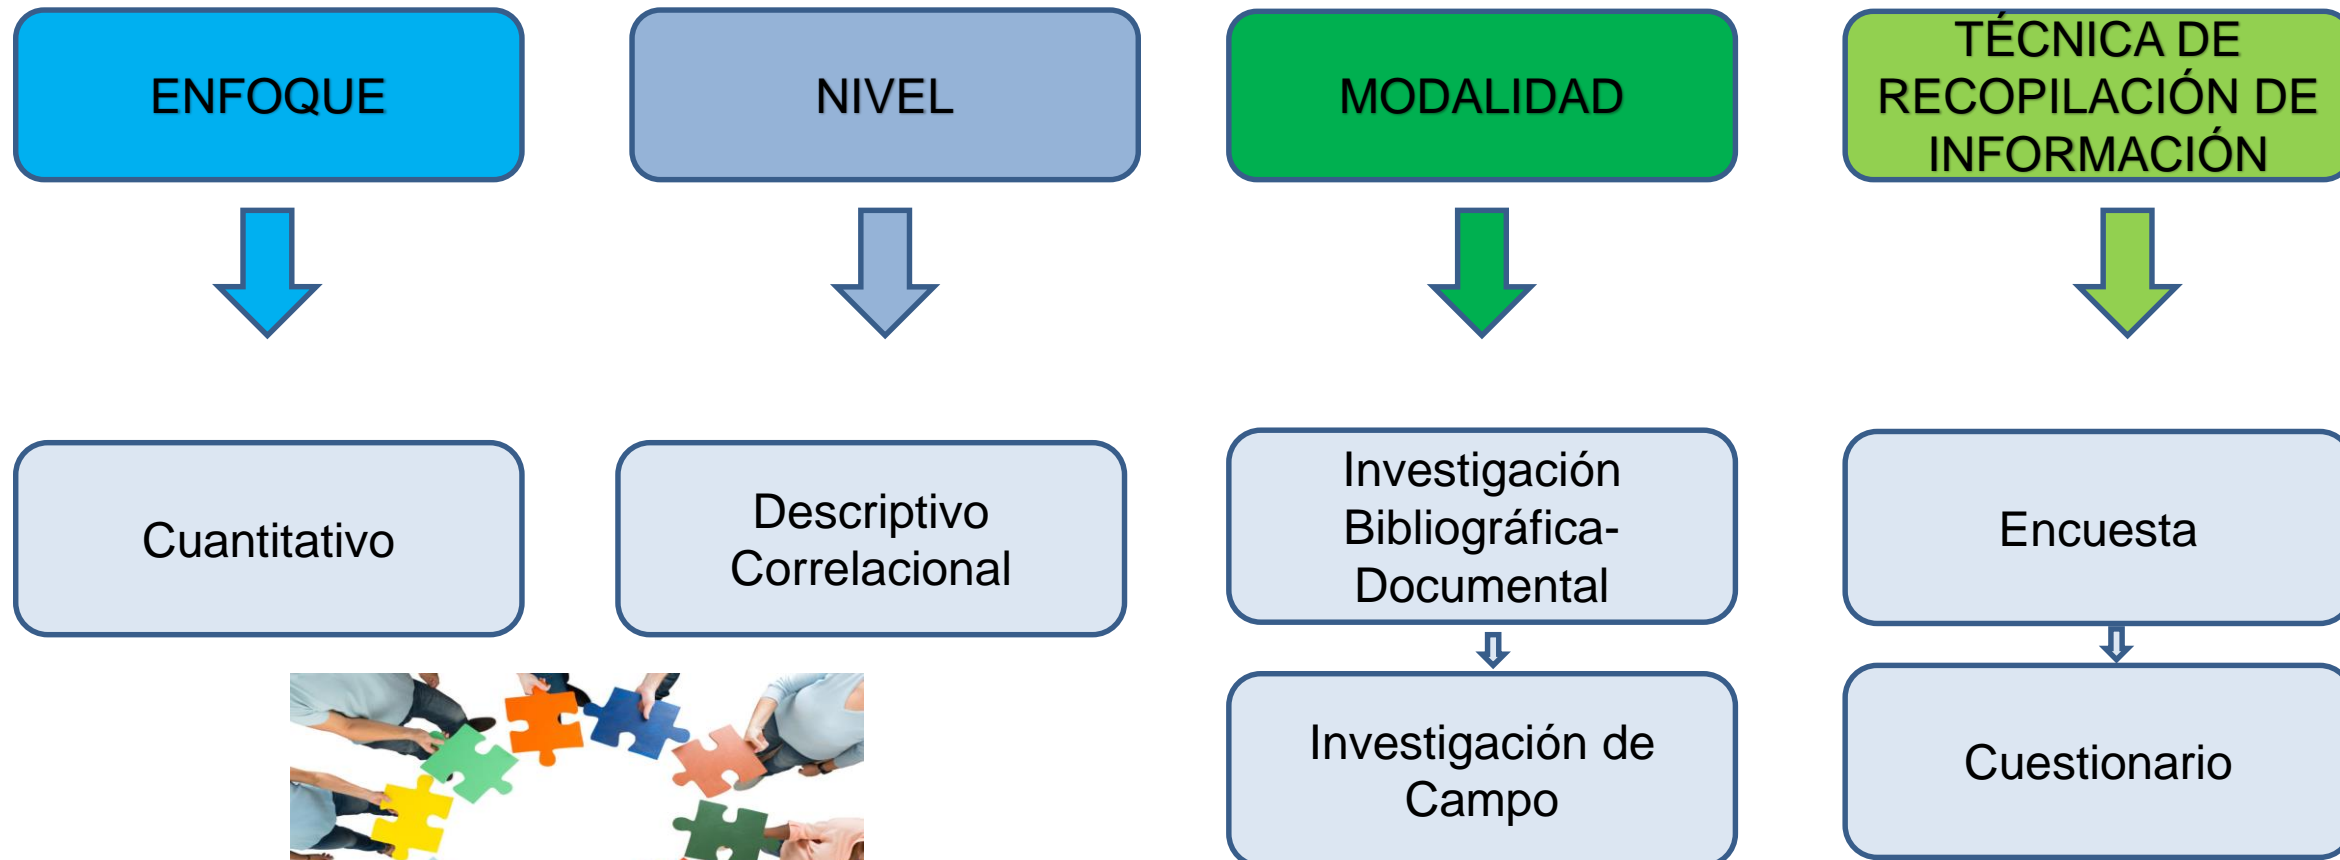 ENFOQUE
NIVEL
MODALIDAD
TÉCNICA DE
RECOPILACIÓN DE
INFORMACIÓN
Cuantitativo
Descriptivo
Correlacional
Investigación
Bibliográfica-
Documental
Encuesta
Investigación de
Campo
Cuestionario